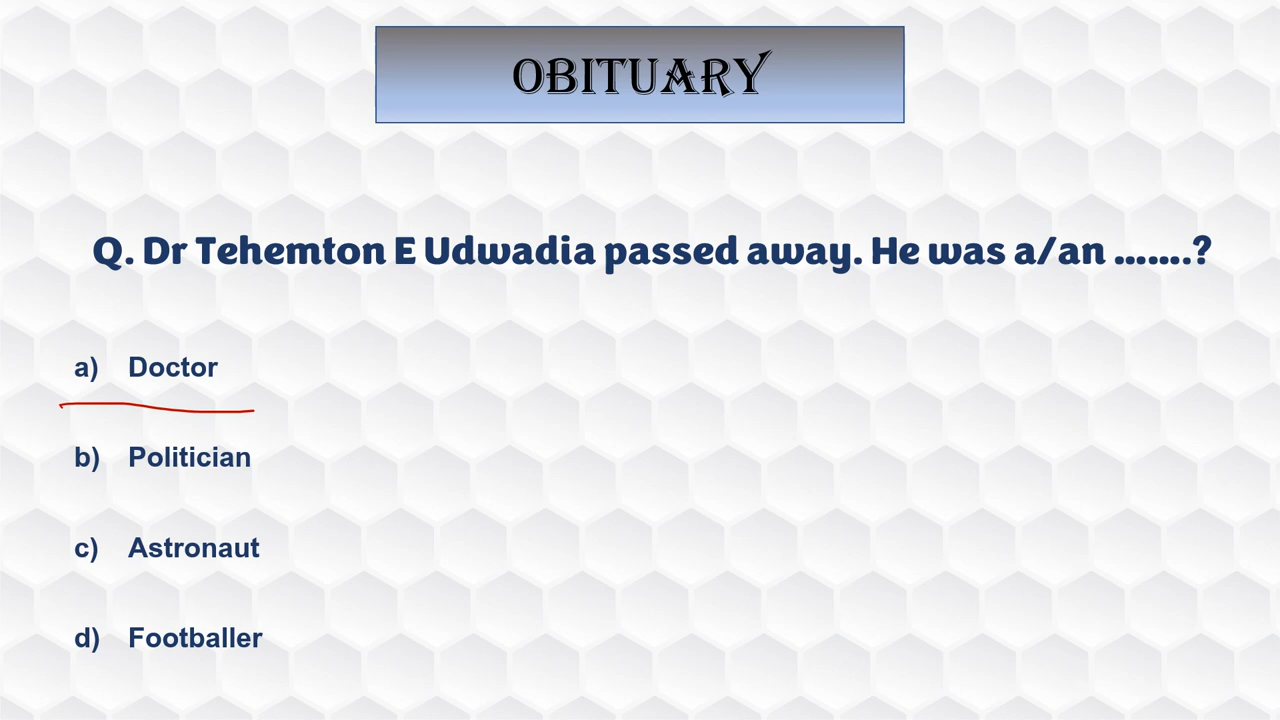 OBITUARY
Q. Dr Tehemton E Udwadia passed away. He was a/an .......?
a) Doctor
b) Politician
c) Astronaut
d) Footballer